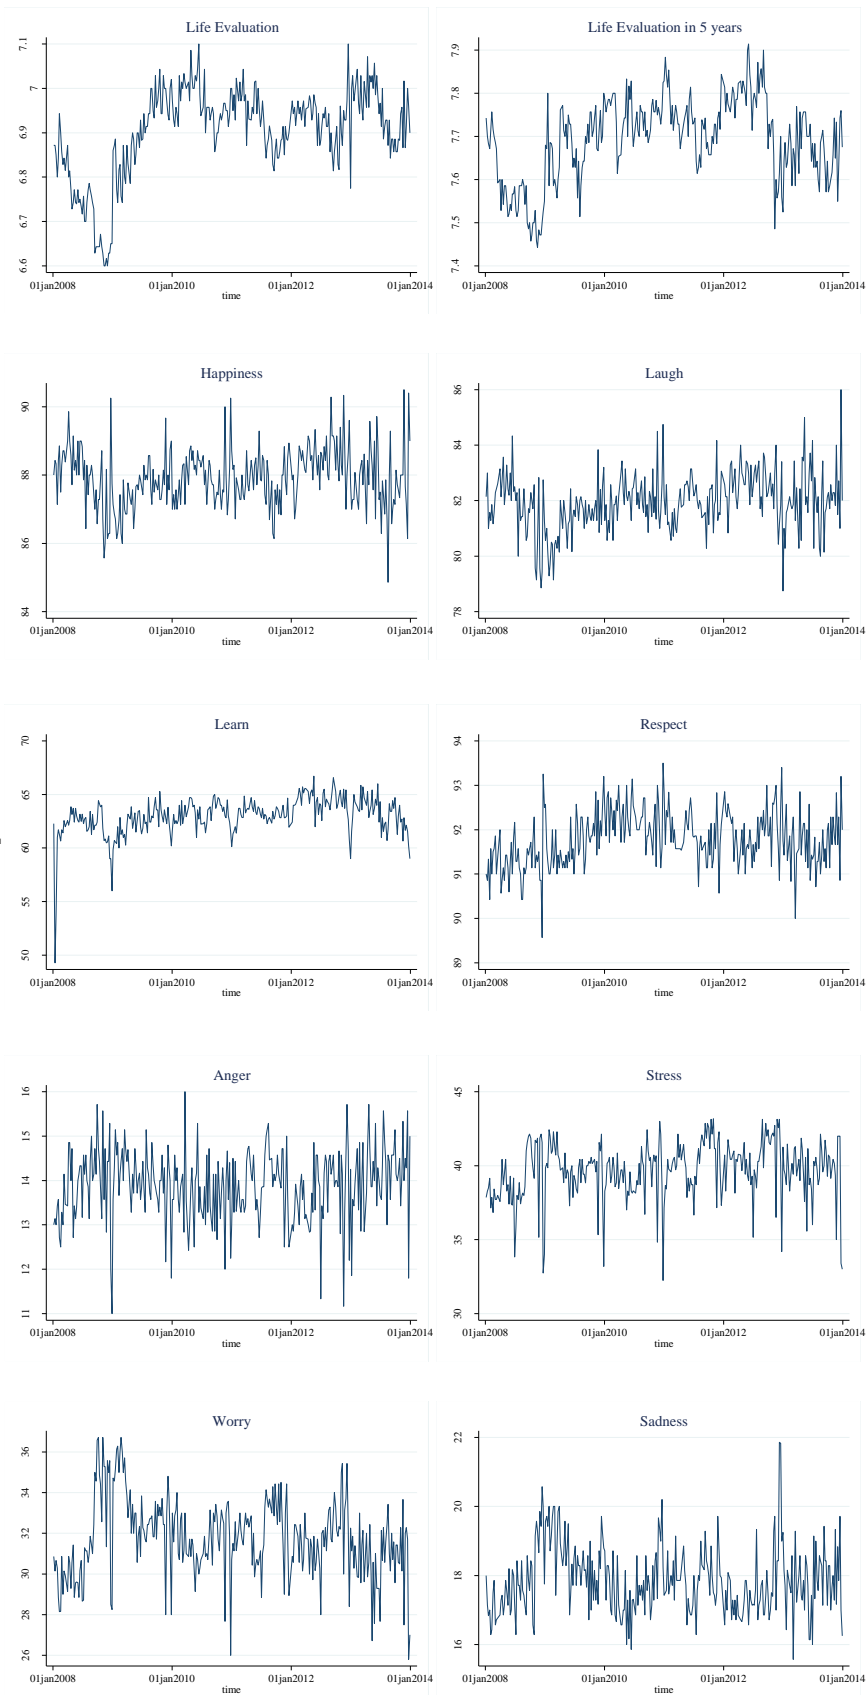 Life Evaluation
7.1
7
6.9
6.8
6.7
6.6
01jan2008 01jan2010 01jan2012 01jan2014
time
Life Evaluation in 5 years
7.9
7.8
7.7
7.6
7.5
7.4
01jan2008 01jan2010 01jan2012 01jan2014
time
Happiness
90
88
86
84
01jan2008 01jan2010 01jan2012 01jan2014
time
Laugh
86
84
82
80
78
01jan2008 01jan2010 01jan2012 01jan2014
time
Learn
70
65
60
55
50
01jan2008 01jan2010 01jan2012 01jan2014
time
Respect
94
93
92
91
90
89
01jan2008 01jan2010 01jan2012 01jan2014
time
Anger
16
15
14
13
12
11
01jan2008 01jan2010 01jan2012 01jan2014
time
Stress
45
40
35
30
01jan2008 01jan2010 01jan2012 01jan2014
time
Worry
36
34
32
30
28
26
01jan2008 01jan2010 01jan2012 01jan2014
time
Sadness
22
20
18
16
01jan2008 01jan2010 01jan2012 01jan2014
time